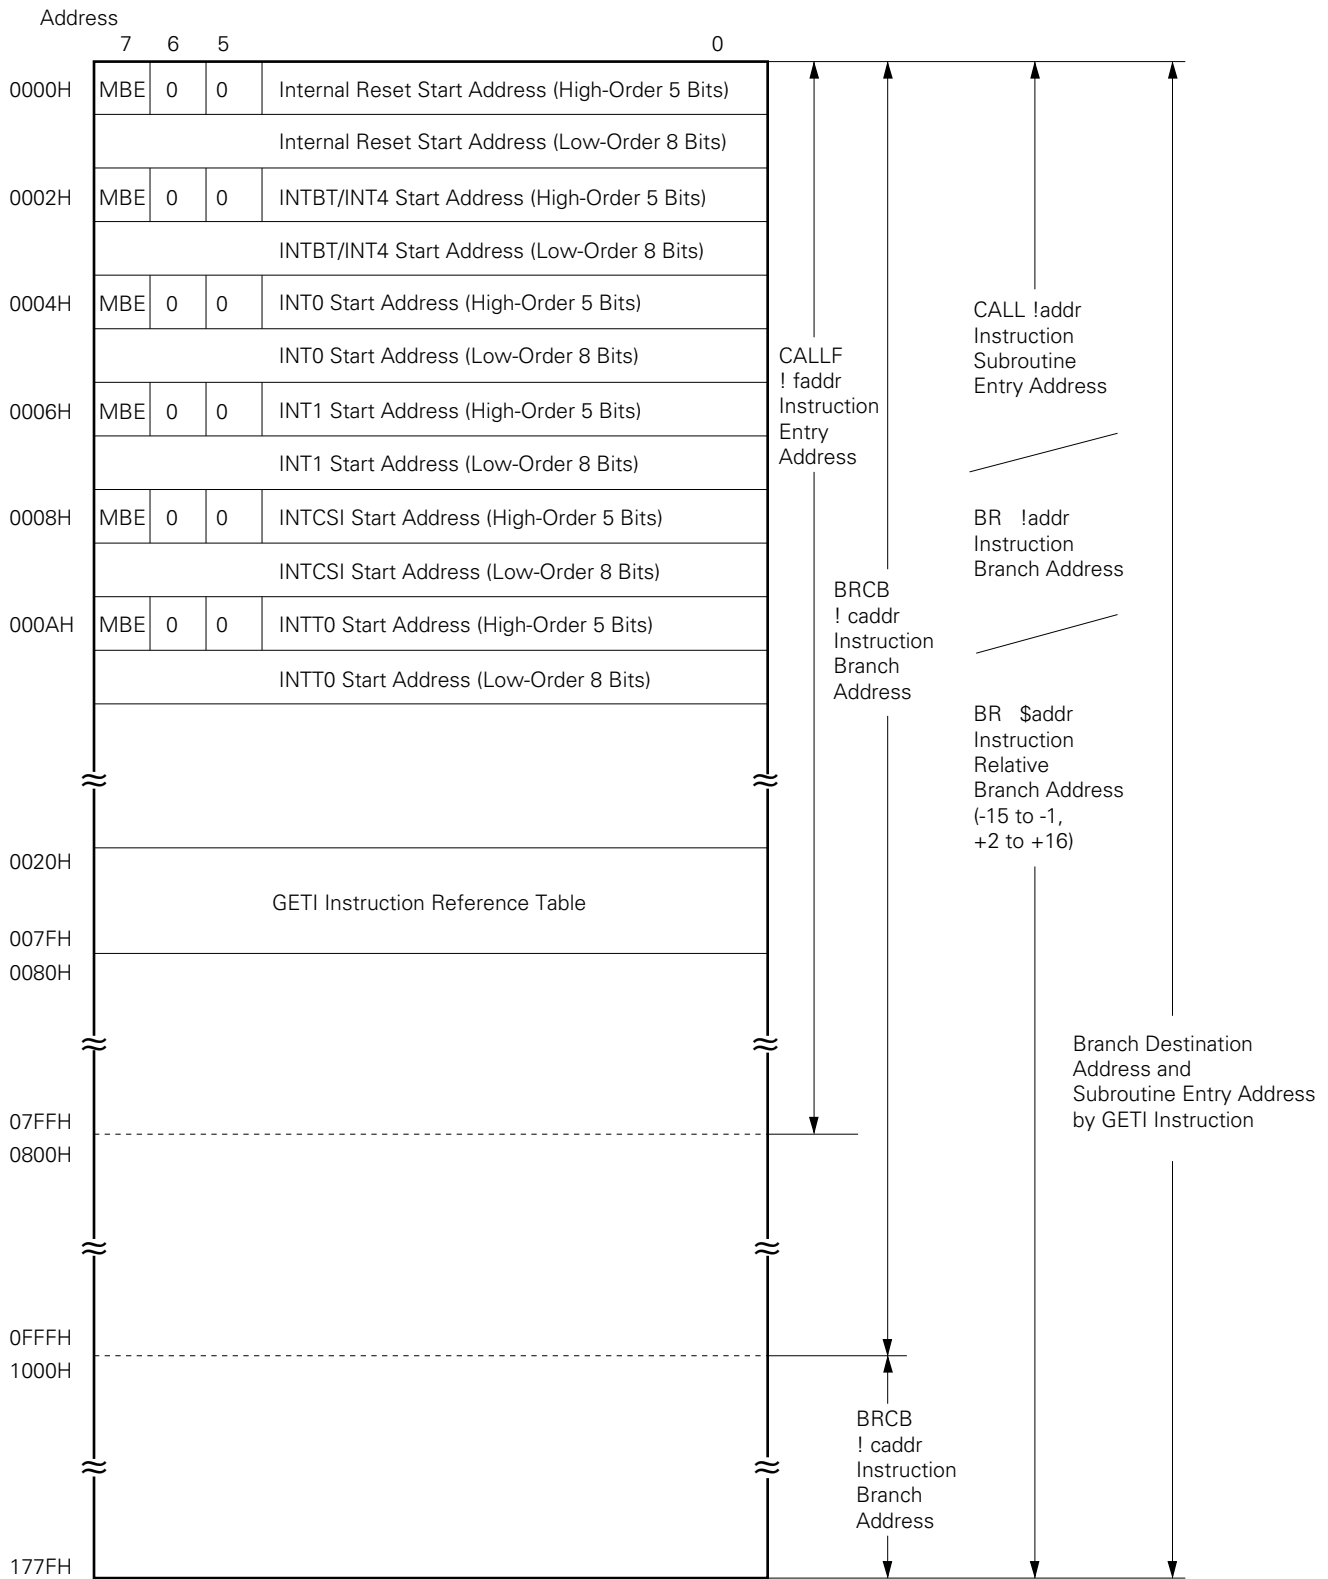 Address
7 6 5 0
0000H MBE 0 0 Internal Reset Start Address (High-Order 5 Bits)
Internal Reset Start Address (Low-Order 8 Bits)
0002H MBE 0 0 INTBT/INT4 Start Address (High-Order 5 Bits)
INTBT/INT4 Start Address (Low-Order 8 Bits)
0004H MBE 0 0 INT0 Start Address (High-Order 5 Bits)
INT0 Start Address (Low-Order 8 Bits)
0006H MBE 0 0 INT1 Start Address (High-Order 5 Bits)
INT1 Start Address (Low-Order 8 Bits)
0008H MBE 0 0 INTCSI Start Address (High-Order 5 Bits)
INTCSI Start Address (Low-Order 8 Bits)
000AH MBE 0 0 INTT0 Start Address (High-Order 5 Bits)
INTT0 Start Address (Low-Order 8 Bits)
0020H
GETI Instruction Reference Table
007FH
0080H
07FFH
0800H
0FFFH
1000H
177FH
CALLF
! faddr
Instruction
Entry
Address
BRCB
! caddr
Instruction
Branch
Address
BRCB
! caddr
Instruction
Branch
Address
CALL !addr
Instruction
Subroutine
Entry Address
BR !addr
Instruction
Branch Address
BR $addr
Instruction
Relative
Branch Address
(-15 to -1,
+2 to +16)
Branch Destination
Address and
Subroutine Entry Address
by GETI Instruction